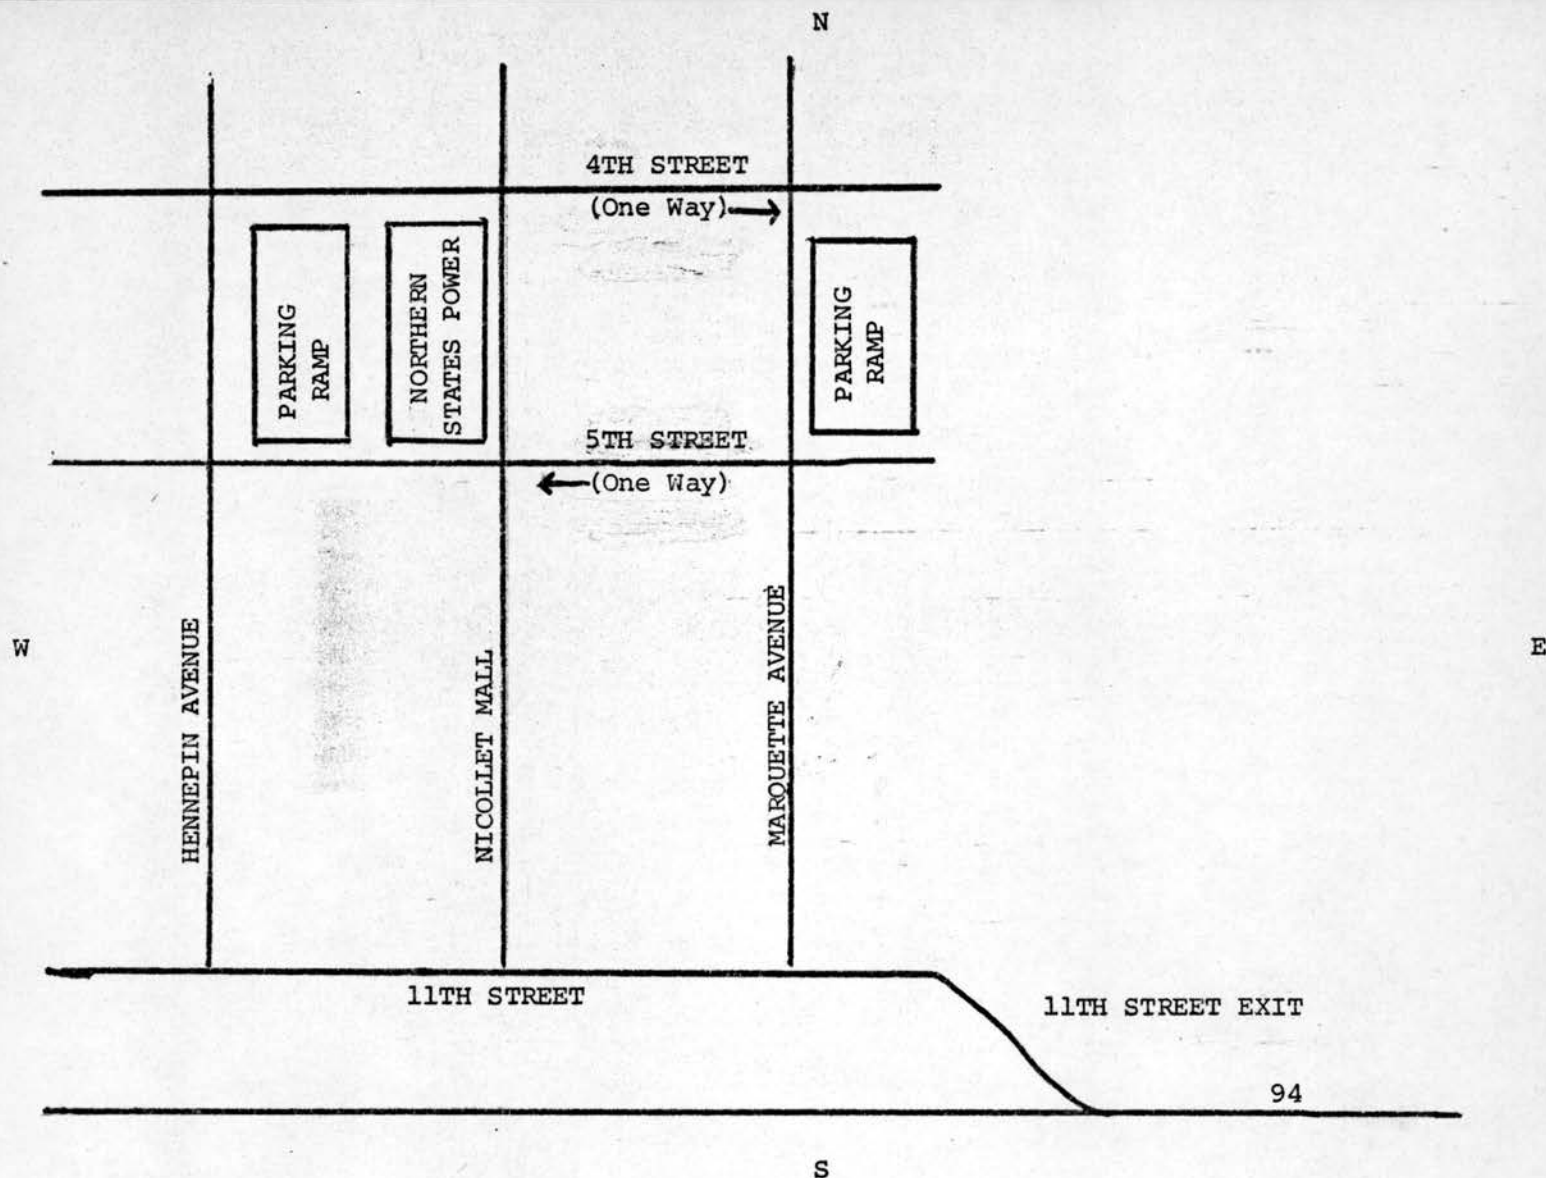 N
4TH STREET
(One Way)
PARKING
RAMP
NORTHERN
STATES POWER
PARKING
RAMP
5TH STREET
(One Way)
W
E
HENNEPIN AVENUE
NICOLLET MALL
MARQUETTE AVENUE
11TH STREET
11TH STREET EXIT
94
S